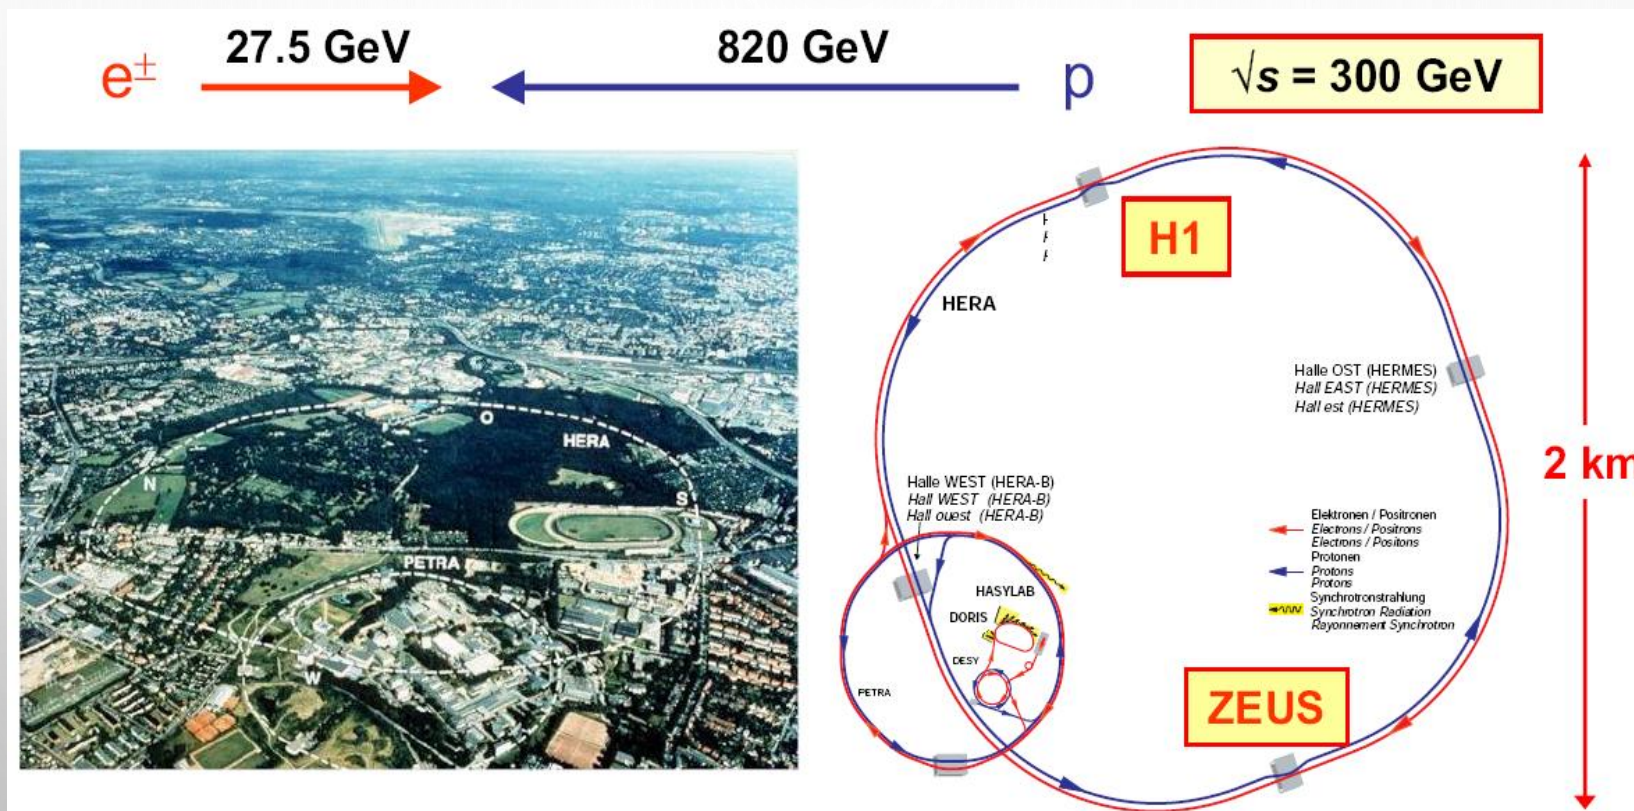 e± 27.5 GeV 820 GeV p √s = 300 GeV
O
HERA
N
S
PETRA
W
H1
HERA
Halle OST (HERMES)
Hall EAST (HERMES)
Hall est (HERMES)
2 km
Halle WEST (HERA-B)
Hall WEST (HERA-B)
Hall ouest (HERA-B)
HASYLAB
DORIS
DESY
PETRA
Elektronen / Positronen
Electrons / Positrons
Electrons / Positons
Protonen
Protons
Protons
Synchrotronstrahlung
Synchrotron Radiation
Rayonnement Synchrotron
ZEUS